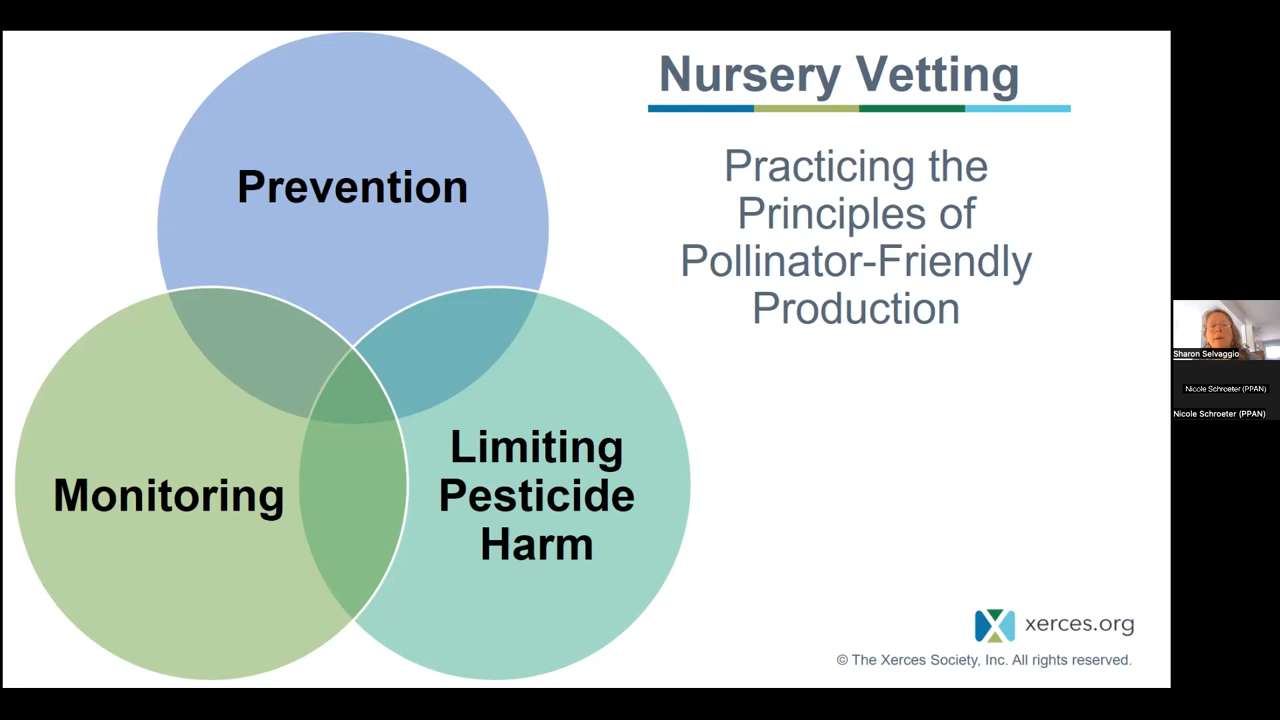 Nursery Vetting
Practicing the
Principles of
Pollinator-Friendly
Production
Prevention
Monitoring
Limiting
Pesticide
Harm
xerces.org
© The Xerces Society, Inc. All rights reserved.
Sharon Selvaggio
Nicole Schroeter (PPAN)
Nicole Schroeter (PPAN)